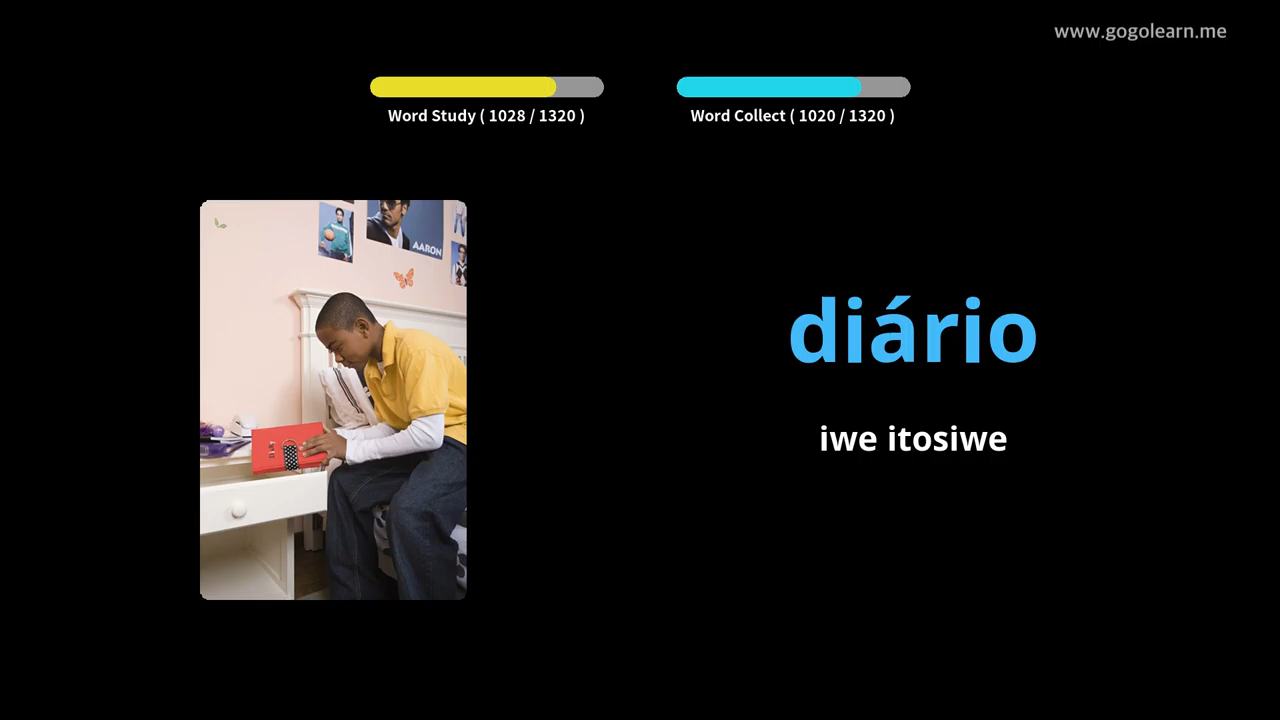 www.gogolearn.me
Word Study ( 1028 / 1320 )
Word Collect ( 1020 / 1320 )
AARON
diário
iwe itosiwe